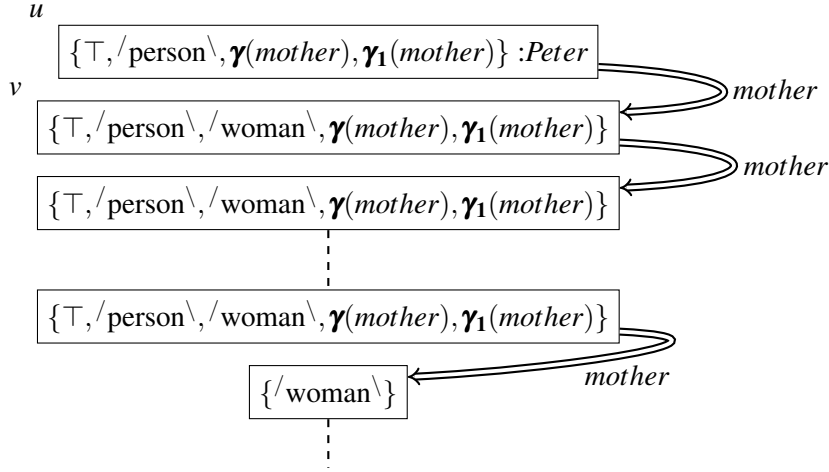 u
{⊤, /person\, γ(mother), γ₁(mother)} :Peter
mother
v
{⊤, /person\, /woman\, γ(mother), γ₁(mother)}
mother
{⊤, /person\, /woman\, γ(mother), γ₁(mother)}
{⊤, /person\, /woman\, γ(mother), γ₁(mother)}
mother
{/woman\}